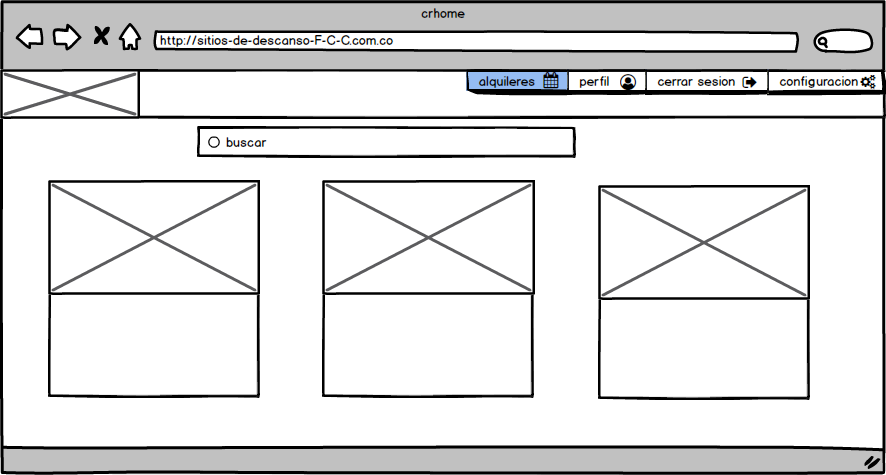 crhome
http://sitios-de-descanso-F-C-C.com.co
alquileres perfil cerrar sesion configuracion
buscar